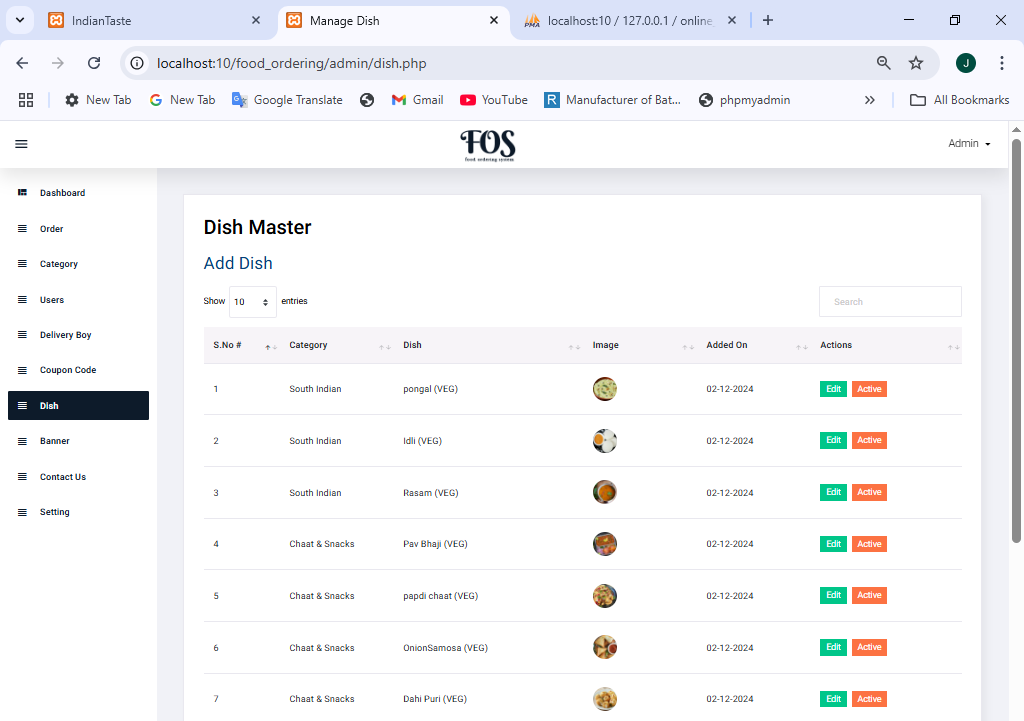 IndianTaste
Manage Dish
PMA localhost:10 / 127.0.0.1 / online_
localhost:10/food_ordering/admin/dish.php
J
New Tab
New Tab
Google Translate
Gmail
YouTube
R Manufacturer of Bat...
phpmyadmin
All Bookmarks
FOS
food ordering system
Admin
Dashboard
Order
Category
Users
Delivery Boy
Coupon Code
Dish
Banner
Contact Us
Setting
Dish Master
Add Dish
Show 10 entries
Search
S.No # Category Dish Image Added On Actions
1 South Indian pongal (VEG) 02-12-2024 Edit Active
2 South Indian Idli (VEG) 02-12-2024 Edit Active
3 South Indian Rasam (VEG) 02-12-2024 Edit Active
4 Chaat & Snacks Pav Bhaji (VEG) 02-12-2024 Edit Active
5 Chaat & Snacks papdi chaat (VEG) 02-12-2024 Edit Active
6 Chaat & Snacks OnionSamosa (VEG) 02-12-2024 Edit Active
7 Chaat & Snacks Dahi Puri (VEG) 02-12-2024 Edit Active